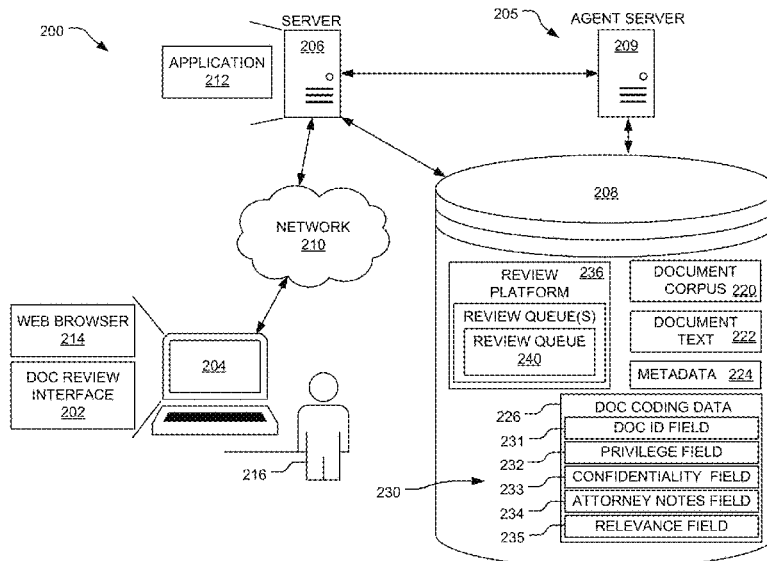 200
SERVER
206
APPLICATION
212
205
AGENT SERVER
209
208
NETWORK
210
REVIEW 236
PLATFORM
REVIEW QUEUE(S)
REVIEW QUEUE
240
DOCUMENT
CORPUS 220
DOCUMENT
TEXT 222
METADATA 224
WEB BROWSER
214
DOC REVIEW
INTERFACE
202
204
216
226
DOC CODING DATA
231
DOC ID FIELD
232
PRIVILEGE FIELD
230
233
CONFIDENTIALITY FIELD
234
ATTORNEY NOTES FIELD
235
RELEVANCE FIELD